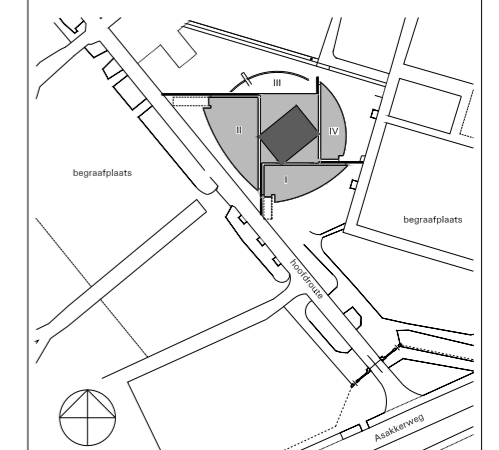 III
II
IV
I
begraafplaats
begraafplaats
hoofdroute
Asakkerweg